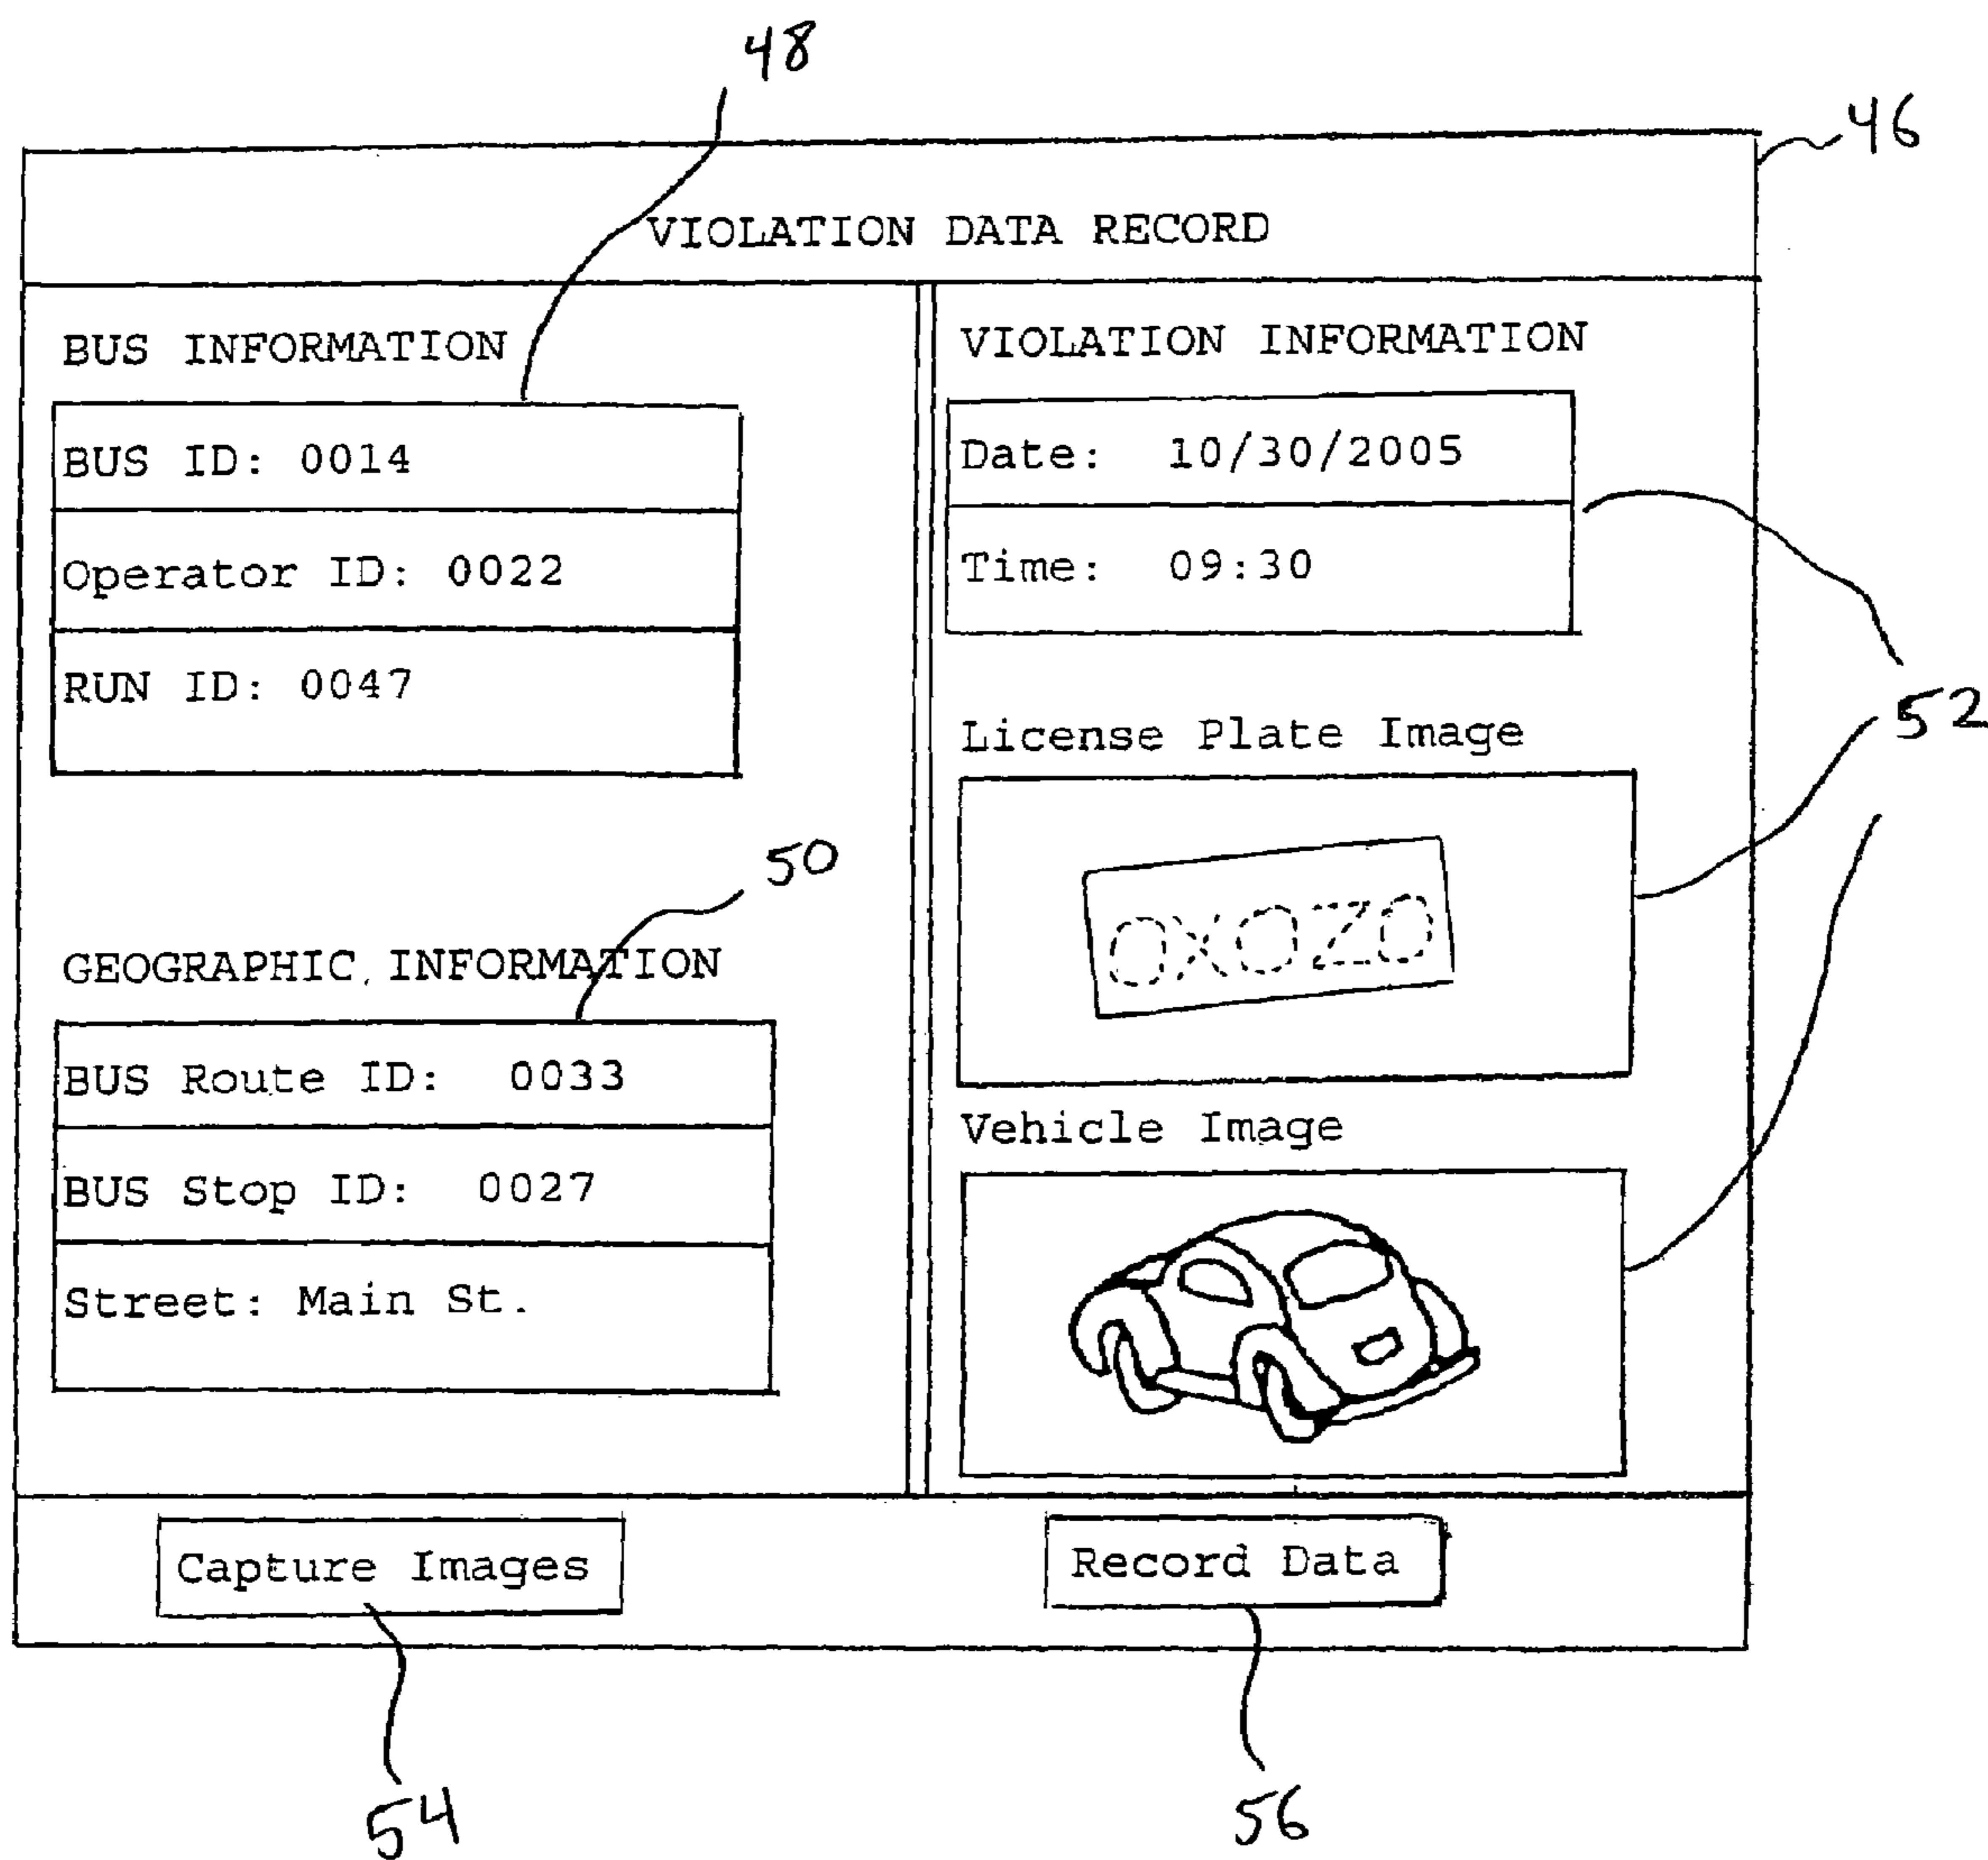 48
46
VIOLATION DATA RECORD
BUS INFORMATION
BUS ID: 0014
Operator ID: 0022
RUN ID: 0047
50
GEOGRAPHIC INFORMATION
BUS Route ID: 0033
BUS Stop ID: 0027
Street: Main St.
VIOLATION INFORMATION
Date: 10/30/2005
Time: 09:30
52
License Plate Image
OXOZO
Vehicle Image
Capture Images
Record Data
54
56